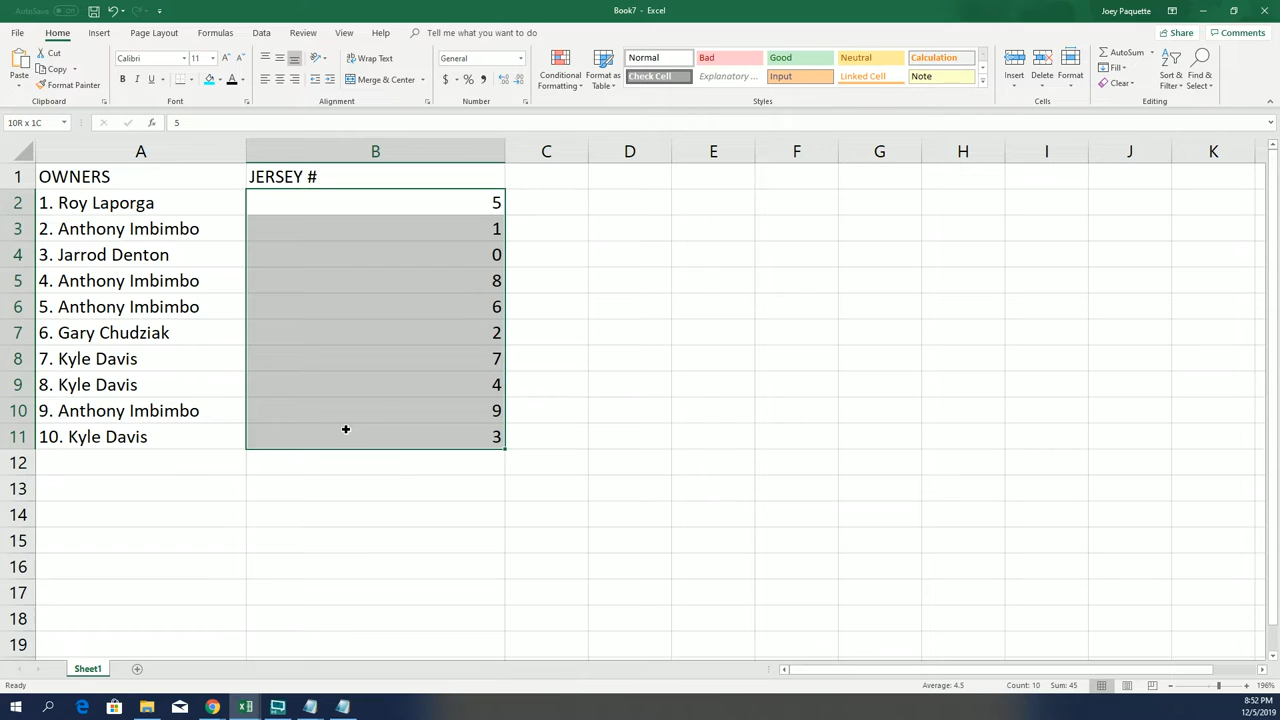 AutoSave Off Book7 - Excel Joey Paquette
File Home Insert Page Layout Formulas Data Review View Help Tell me what you want to do Share Comments
Paste Cut Copy Format Painter Clipboard
Calibri 11 B I U A Font
Wrap Text Merge & Center Alignment
General $ % Number
Conditional Formatting Format as Table Normal Bad Good Neutral Calculation
Check Cell Explanatory ... Input Linked Cell Note Styles
Insert Delete Format Cells
AutoSum Fill Clear Sort & Filter Find & Select Editing
10R x 1C fx 5
A B C D E F G H I J K
1 OWNERS JERSEY #
2 1. Roy Laporga 5
3 2. Anthony Imbimbo 1
4 3. Jarrod Denton 0
5 4. Anthony Imbimbo 8
6 5. Anthony Imbimbo 6
7 6. Gary Chudziak 2
8 7. Kyle Davis 7
9 8. Kyle Davis 4
10 9. Anthony Imbimbo 9
11 10. Kyle Davis 3
12
13
14
15
16
17
18
19
Sheet1
Ready Average: 4.5 Count: 10 Sum: 45 196%
8:52 PM
12/5/2019